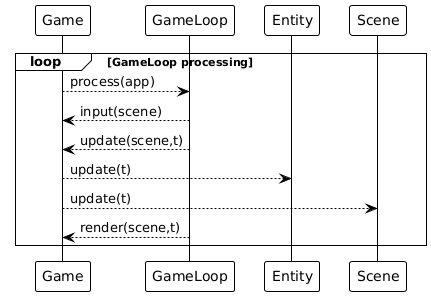 Game GameLoop Entity Scene
loop [GameLoop processing]
process(app)
input(scene)
update(scene,t)
update(t)
update(t)
render(scene,t)
Game GameLoop Entity Scene